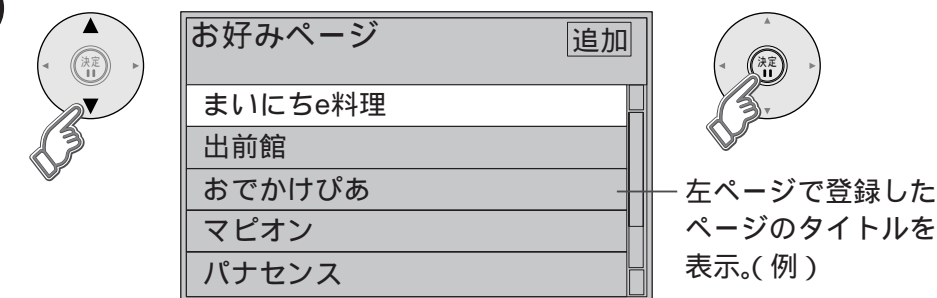 決定
お好みページ
追加
まいにちe料理
出前館
おでかけぴあ
マピオン
パナセンス
決定
左ページで登録した
ページのタイトルを
表示。(例)